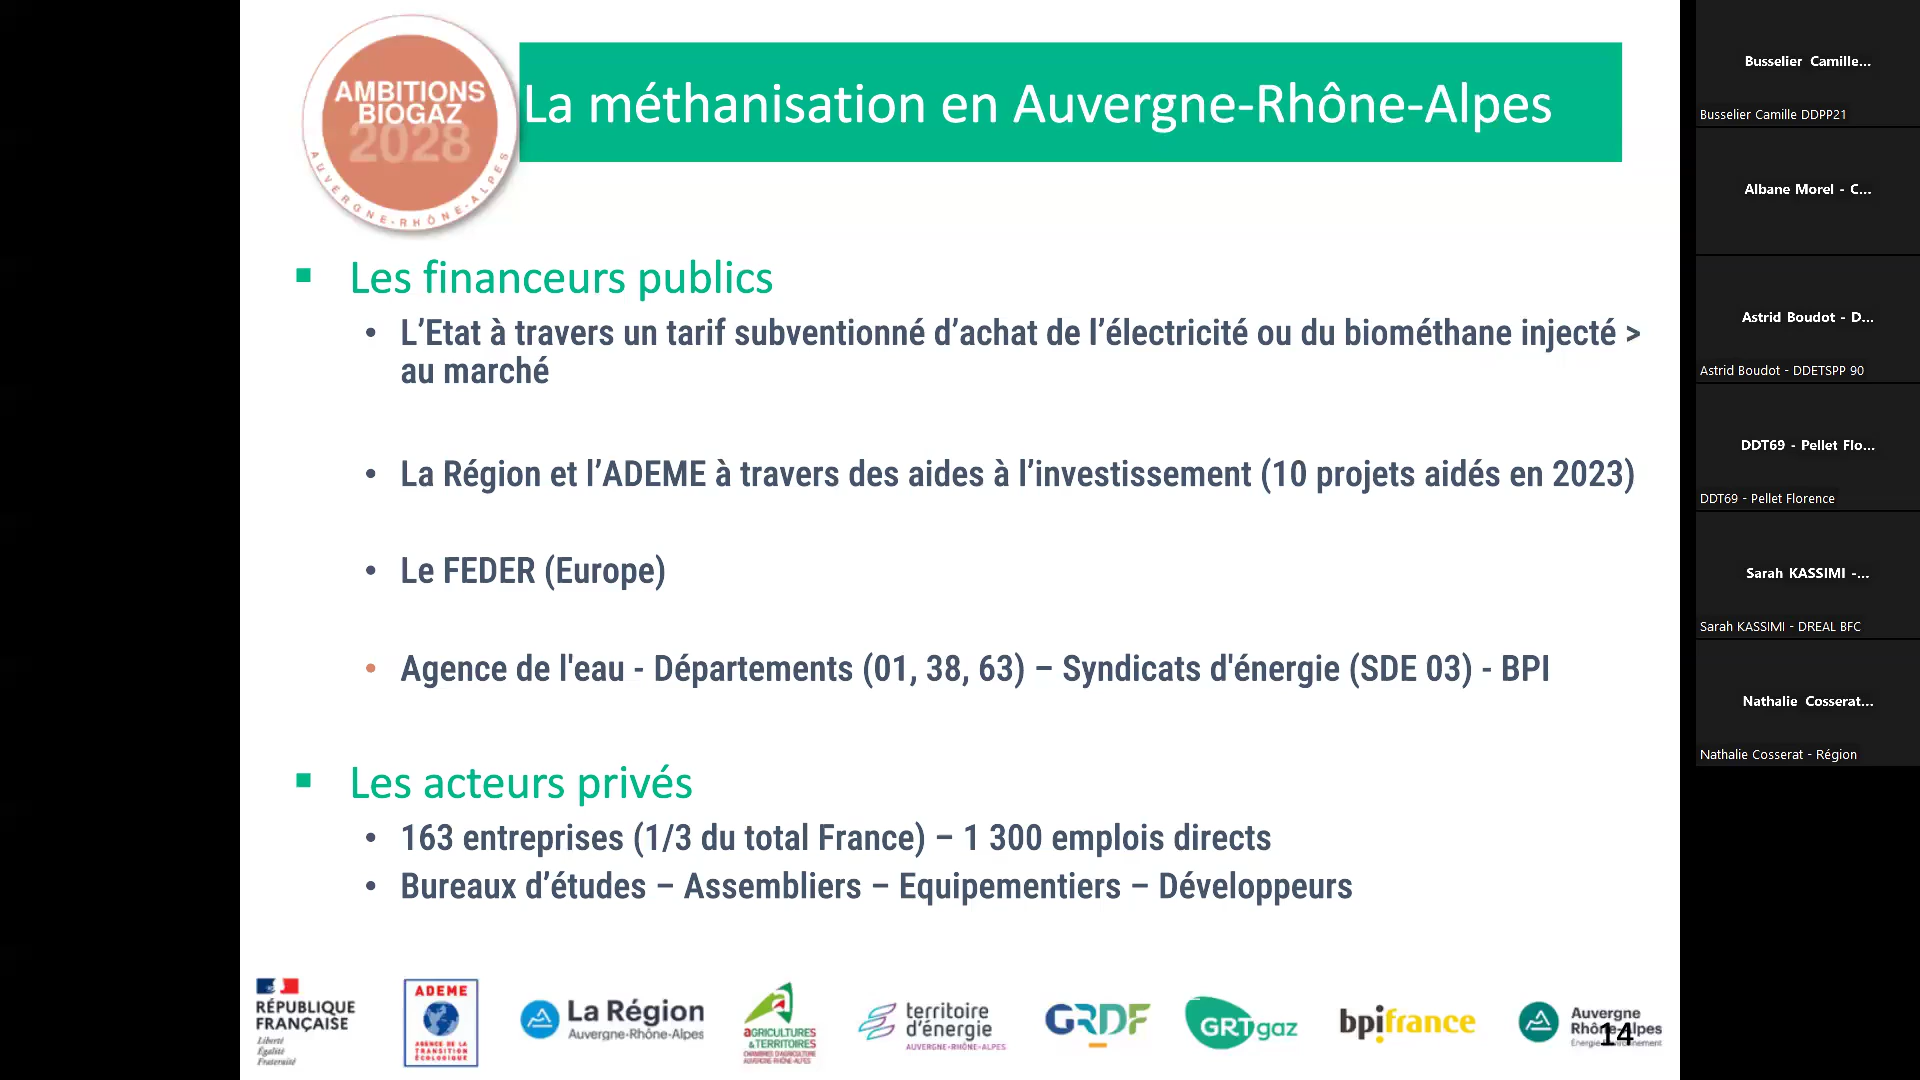 AMBITIONS
BIOGAZ
2028
AUVERGNE-RHÔNE-ALPES
La méthanisation en Auvergne-Rhône-Alpes
Les financeurs publics
L’Etat à travers un tarif subventionné d’achat de l’électricité ou du biométhane injecté >
au marché
La Région et l’ADEME à travers des aides à l’investissement (10 projets aidés en 2023)
Le FEDER (Europe)
Agence de l'eau - Départements (01, 38, 63) – Syndicats d'énergie (SDE 03) - BPI
Les acteurs privés
163 entreprises (1/3 du total France) – 1 300 emplois directs
Bureaux d’études – Assembliers – Equipementiers – Développeurs
RÉPUBLIQUE
FRANÇAISE
Liberté
Égalité
Fraternité
ADEME
AGENCE DE LA
TRANSITION
ÉCOLOGIQUE
La Région
Auvergne-Rhône-Alpes
AGRICULTURES
& TERRITOIRES
CHAMBRES D'AGRICULTURE
AUVERGNE-RHÔNE-ALPES
territoire
d'énergie
AUVERGNE-RHÔNE-ALPES
GRDF
GRTgaz
bpifrance
Auvergne
Rhône-Alpes
Énergie Environnement
14
Busselier Camille...
Busselier Camille DDPP21
Albane Morel - C...
Astrid Boudot - D...
Astrid Boudot - DDETSPP 90
DDT69 - Pellet Flo...
DDT69 - Pellet Florence
Sarah KASSIMI -...
Sarah KASSIMI - DREAL BFC
Nathalie Cosserat...
Nathalie Cosserat - Région